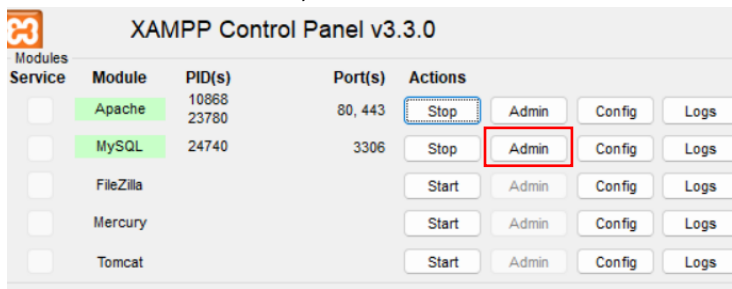 XAMPP Control Panel v3.3.0
Modules
Service Module PID(s) Port(s) Actions
Apache 10868 23780 80, 443 Stop Admin Config Logs
MySQL 24740 3306 Stop Admin Config Logs
FileZilla Start Admin Config Logs
Mercury Start Admin Config Logs
Tomcat Start Admin Config Logs